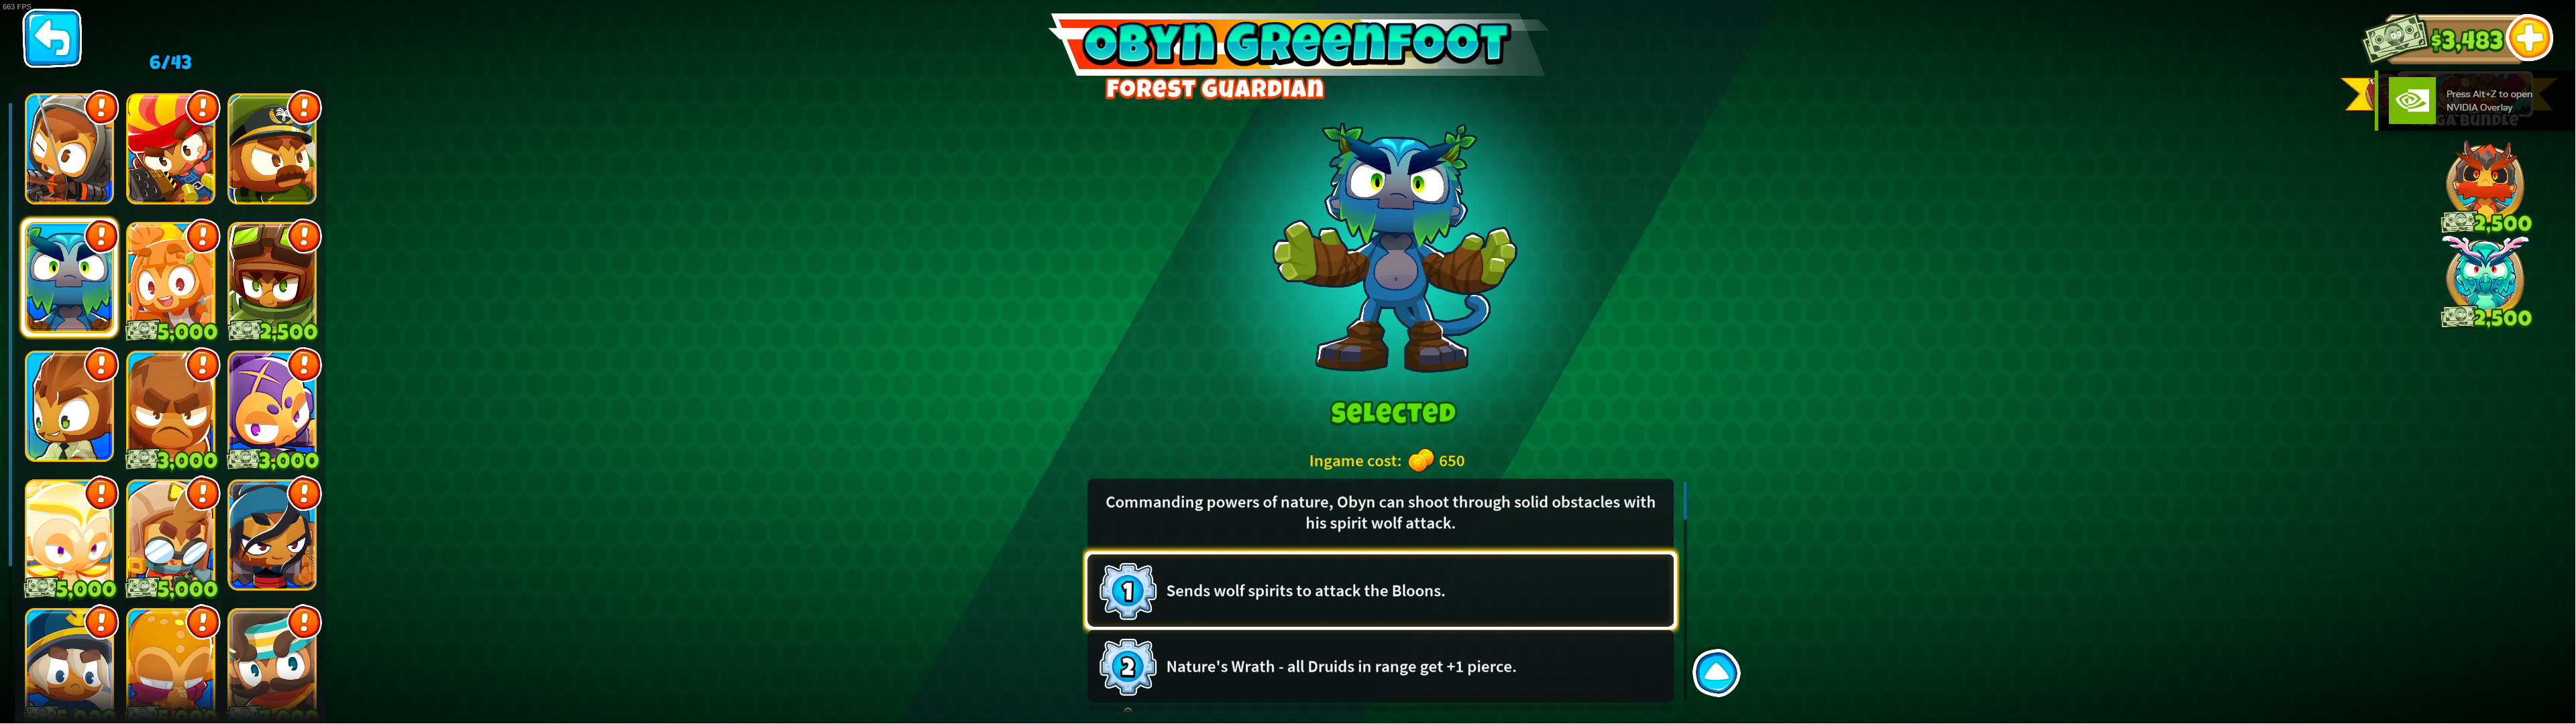 663 FPS
6/43
OBYN GREENFOOT
FOREST GUARDIAN
$3,483
Press Alt+Z to open
NVIDIA Overlay
BUNDLE
2,500
2,500
5,000
2,500
3,000
3,000
5,000
5,000
SELECTED
Ingame cost: 650
Commanding powers of nature, Obyn can shoot through solid obstacles with
his spirit wolf attack.
1 Sends wolf spirits to attack the Bloons.
2 Nature's Wrath - all Druids in range get +1 pierce.